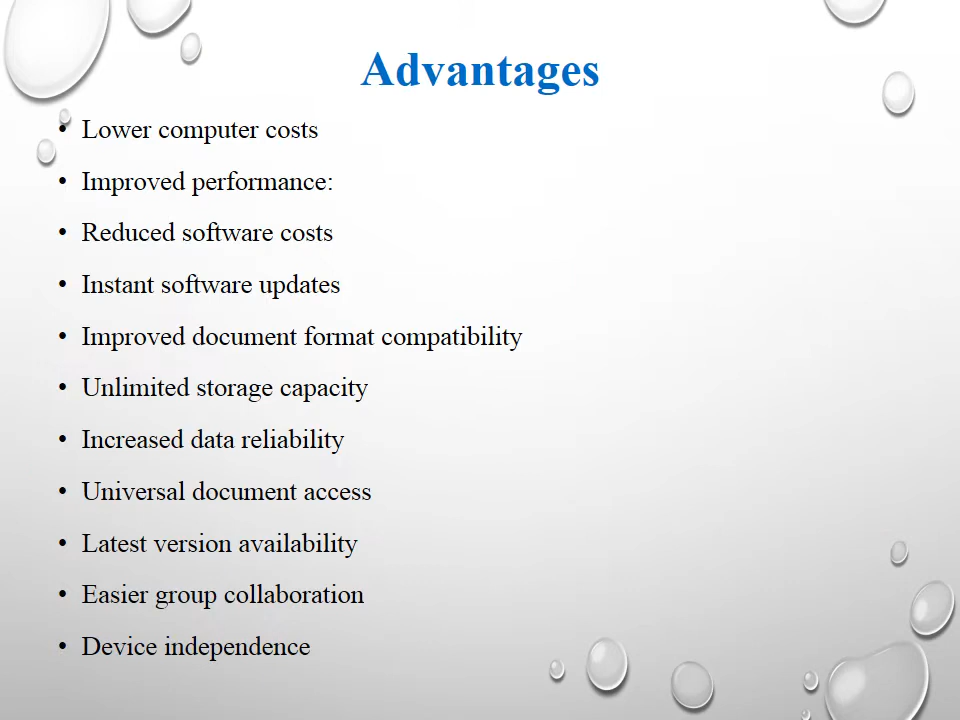 Advantages
• Lower computer costs
• Improved performance:
• Reduced software costs
• Instant software updates
• Improved document format compatibility
• Unlimited storage capacity
• Increased data reliability
• Universal document access
• Latest version availability
• Easier group collaboration
• Device independence